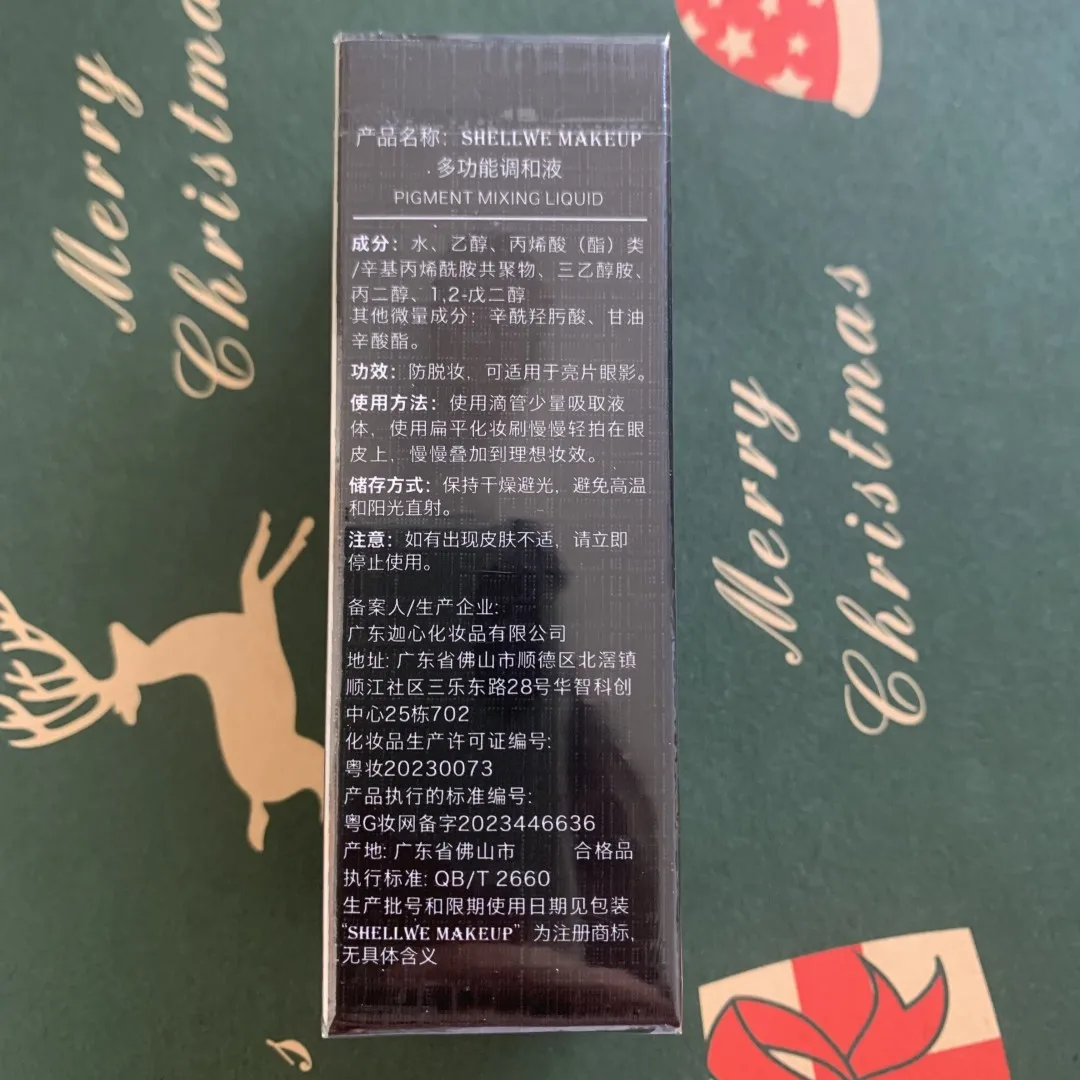 产品名称：SHELLWE MAKEUP
多功能调和液
PIGMENT MIXING LIQUID
成分：水、乙醇、丙烯酸（酯）类
/辛基丙烯酰胺共聚物、三乙醇胺、
丙二醇、1,2-戊二醇
其他微量成分：辛酰羟肟酸、甘油
辛酸酯。
功效：防脱妆，可适用于亮片眼影。
使用方法：使用滴管少量吸取液
体，使用扁平化妆刷慢慢轻拍在眼
皮上，慢慢叠加到理想妆效。
储存方式：保持干燥避光，避免高温
和阳光直射。
注意：如有出现皮肤不适，请立即
停止使用。
备案人/生产企业:
广东迦心化妆品有限公司
地址: 广东省佛山市顺德区北滘镇
顺江社区三乐东路28号华智科创
中心25栋702
化妆品生产许可证编号:
粤妆20230073
产品执行的标准编号:
粤G妆网备字2023446636
产地: 广东省佛山市 合格品
执行标准: QB/T 2660
生产批号和限期使用日期见包装
“SHELLWE MAKEUP”为注册商标,
无具体含义
Merry
Christmas
Merry
Christmas
s